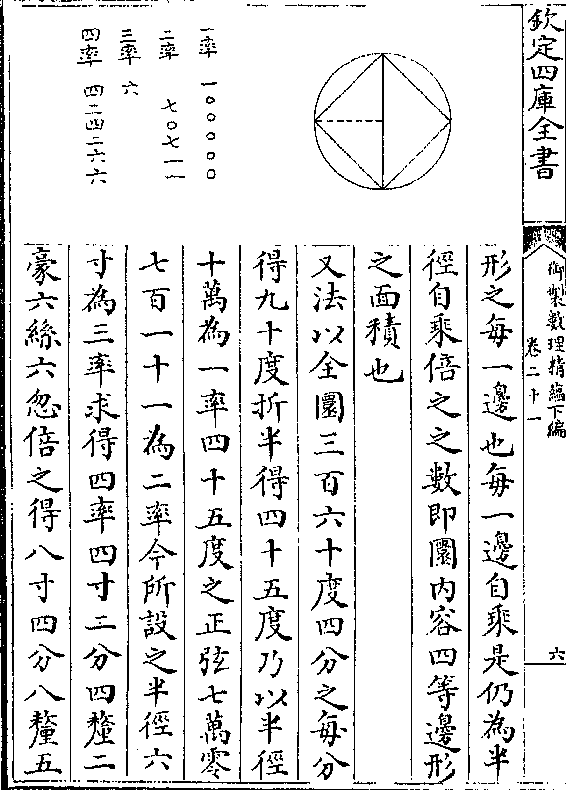 欽定四庫全書
御製數理精蘊下編
卷二十一
六
形之每一邊也每一邊自乘是仍為半
徑自乘倍之之數即圜内容四等邊形
之面積也
又法以全圜三百六十度四分之每分
得九十度折半得四十五度乃以半徑
十萬為一率四十五度之正弦七萬零
七百一十一為二率今所設之半徑六
寸為三率求得四率四寸二分四釐二
豪六絲六忽倍之得八寸四分八釐五
一率 一〇〇〇〇〇
二率 七〇七一一
三率 六
四率 四二四二六六